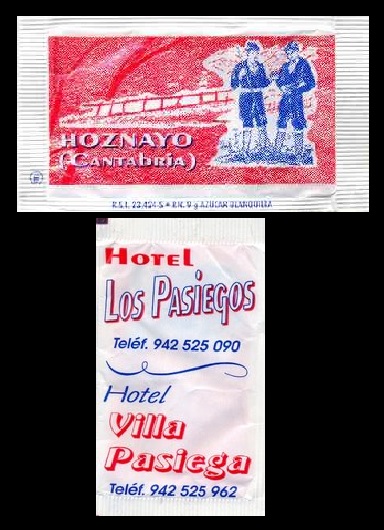 HOZNAYO
(CANTABRIA)
R.S.I. 23/424-S • P.N. 9 g AZUCAR BLANQUILLA
HOTEL
LOS PASIEGOS
Teléf. 942 525 090
Hotel
Villa
Pasiega
Teléf. 942 525 962